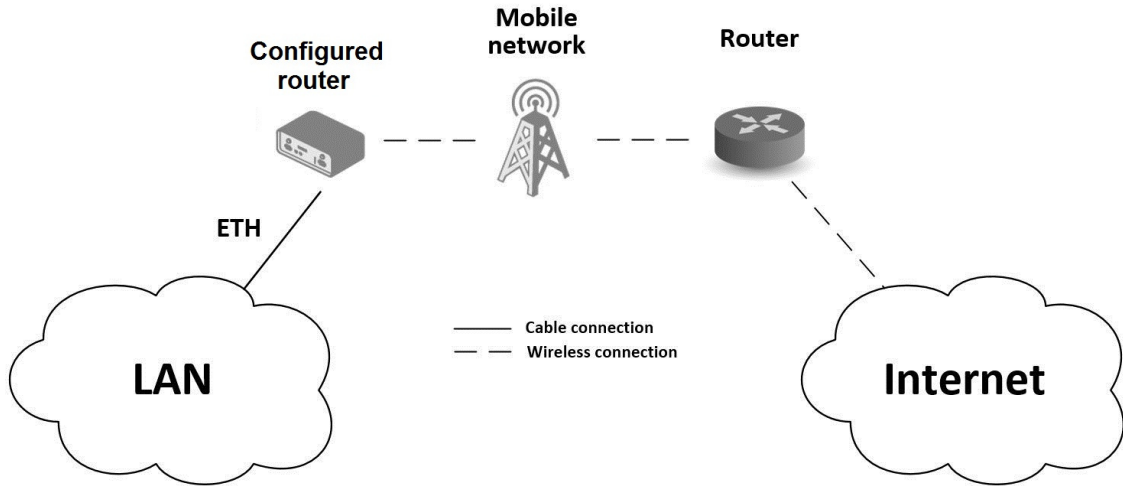 Mobile
network
Configured
router
Router
ETH
Cable connection
Wireless connection
LAN
Internet